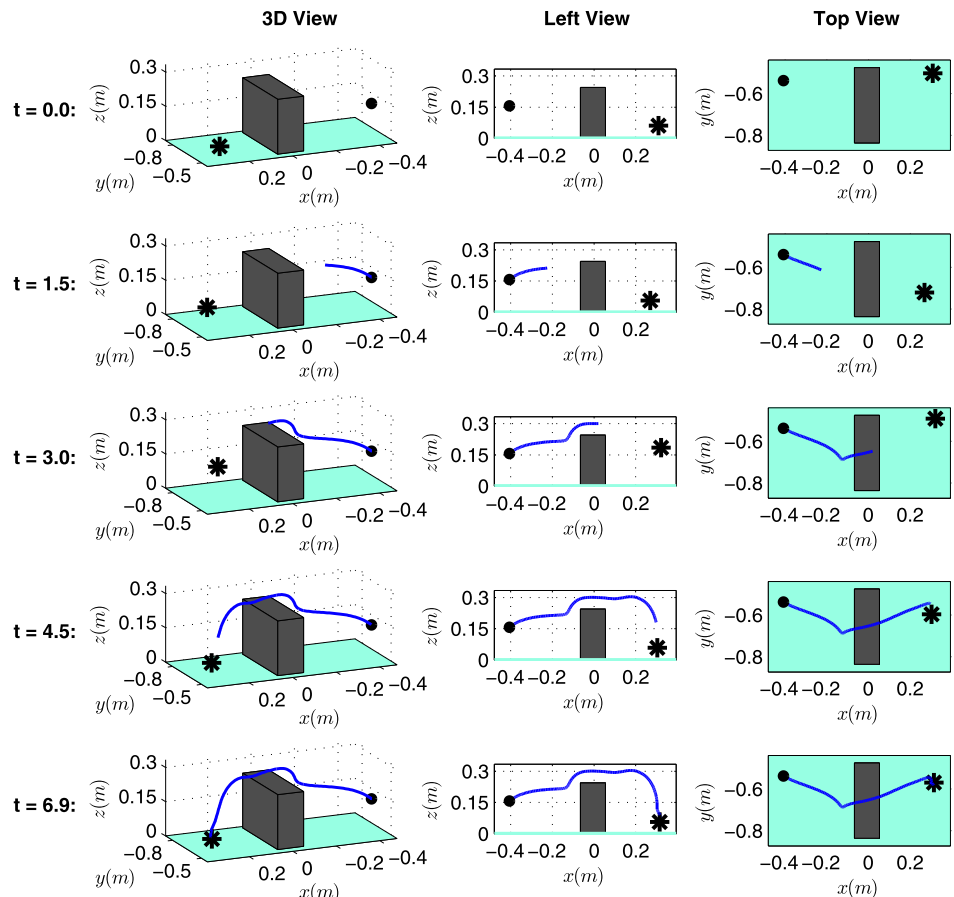 3D View Left View Top View
t = 0.0:
z(m) 0.3 0.15 0 −0.8 −0.5 y(m) 0.2 0 −0.2 −0.4 x(m)
z(m) 0.3 0.15 0 −0.4 −0.2 0 0.2 x(m)
y(m) −0.6 −0.8 −0.4 −0.2 0 0.2 x(m)
t = 1.5:
z(m) 0.3 0.15 0 −0.8 −0.5 y(m) 0.2 0 −0.2 −0.4 x(m)
z(m) 0.3 0.15 0 −0.4 −0.2 0 0.2 x(m)
y(m) −0.6 −0.8 −0.4 −0.2 0 0.2 x(m)
t = 3.0:
z(m) 0.3 0.15 0 −0.8 −0.5 y(m) 0.2 0 −0.2 −0.4 x(m)
z(m) 0.3 0.15 0 −0.4 −0.2 0 0.2 x(m)
y(m) −0.6 −0.8 −0.4 −0.2 0 0.2 x(m)
t = 4.5:
z(m) 0.3 0.15 0 −0.8 −0.5 y(m) 0.2 0 −0.2 −0.4 x(m)
z(m) 0.3 0.15 0 −0.4 −0.2 0 0.2 x(m)
y(m) −0.6 −0.8 −0.4 −0.2 0 0.2 x(m)
t = 6.9:
z(m) 0.3 0.15 0 −0.8 −0.5 y(m) 0.2 0 −0.2 −0.4 x(m)
z(m) 0.3 0.15 0 −0.4 −0.2 0 0.2 x(m)
y(m) −0.6 −0.8 −0.4 −0.2 0 0.2 x(m)